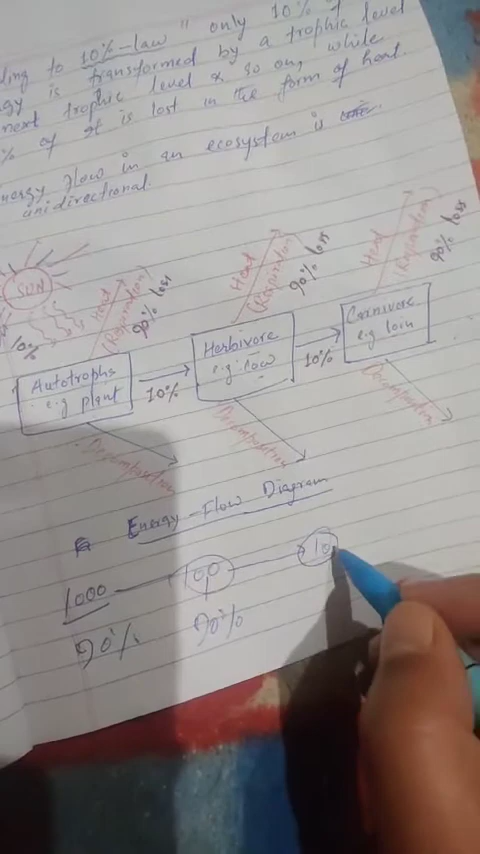 ding to 10%-law " only 10% of
gy is transformed by a trophic level
next trophic level & so on, while
% of it is lost in the form of heat.
Energy flow in an ecosystem is
unidirectional.
SUN
10%
Heat
(Respiration)
90% loss
Heat
(Respiration)
90% loss
Heat
(Respiration)
90% loss
Autotrophs
e.g plant
10%
Herbivore
e.g: cow
10%
Carnivore
e.g loin
Decomposition
Decomposition
Decomposition
Energy-Flow Diagram
1000
100
10
90%
90%